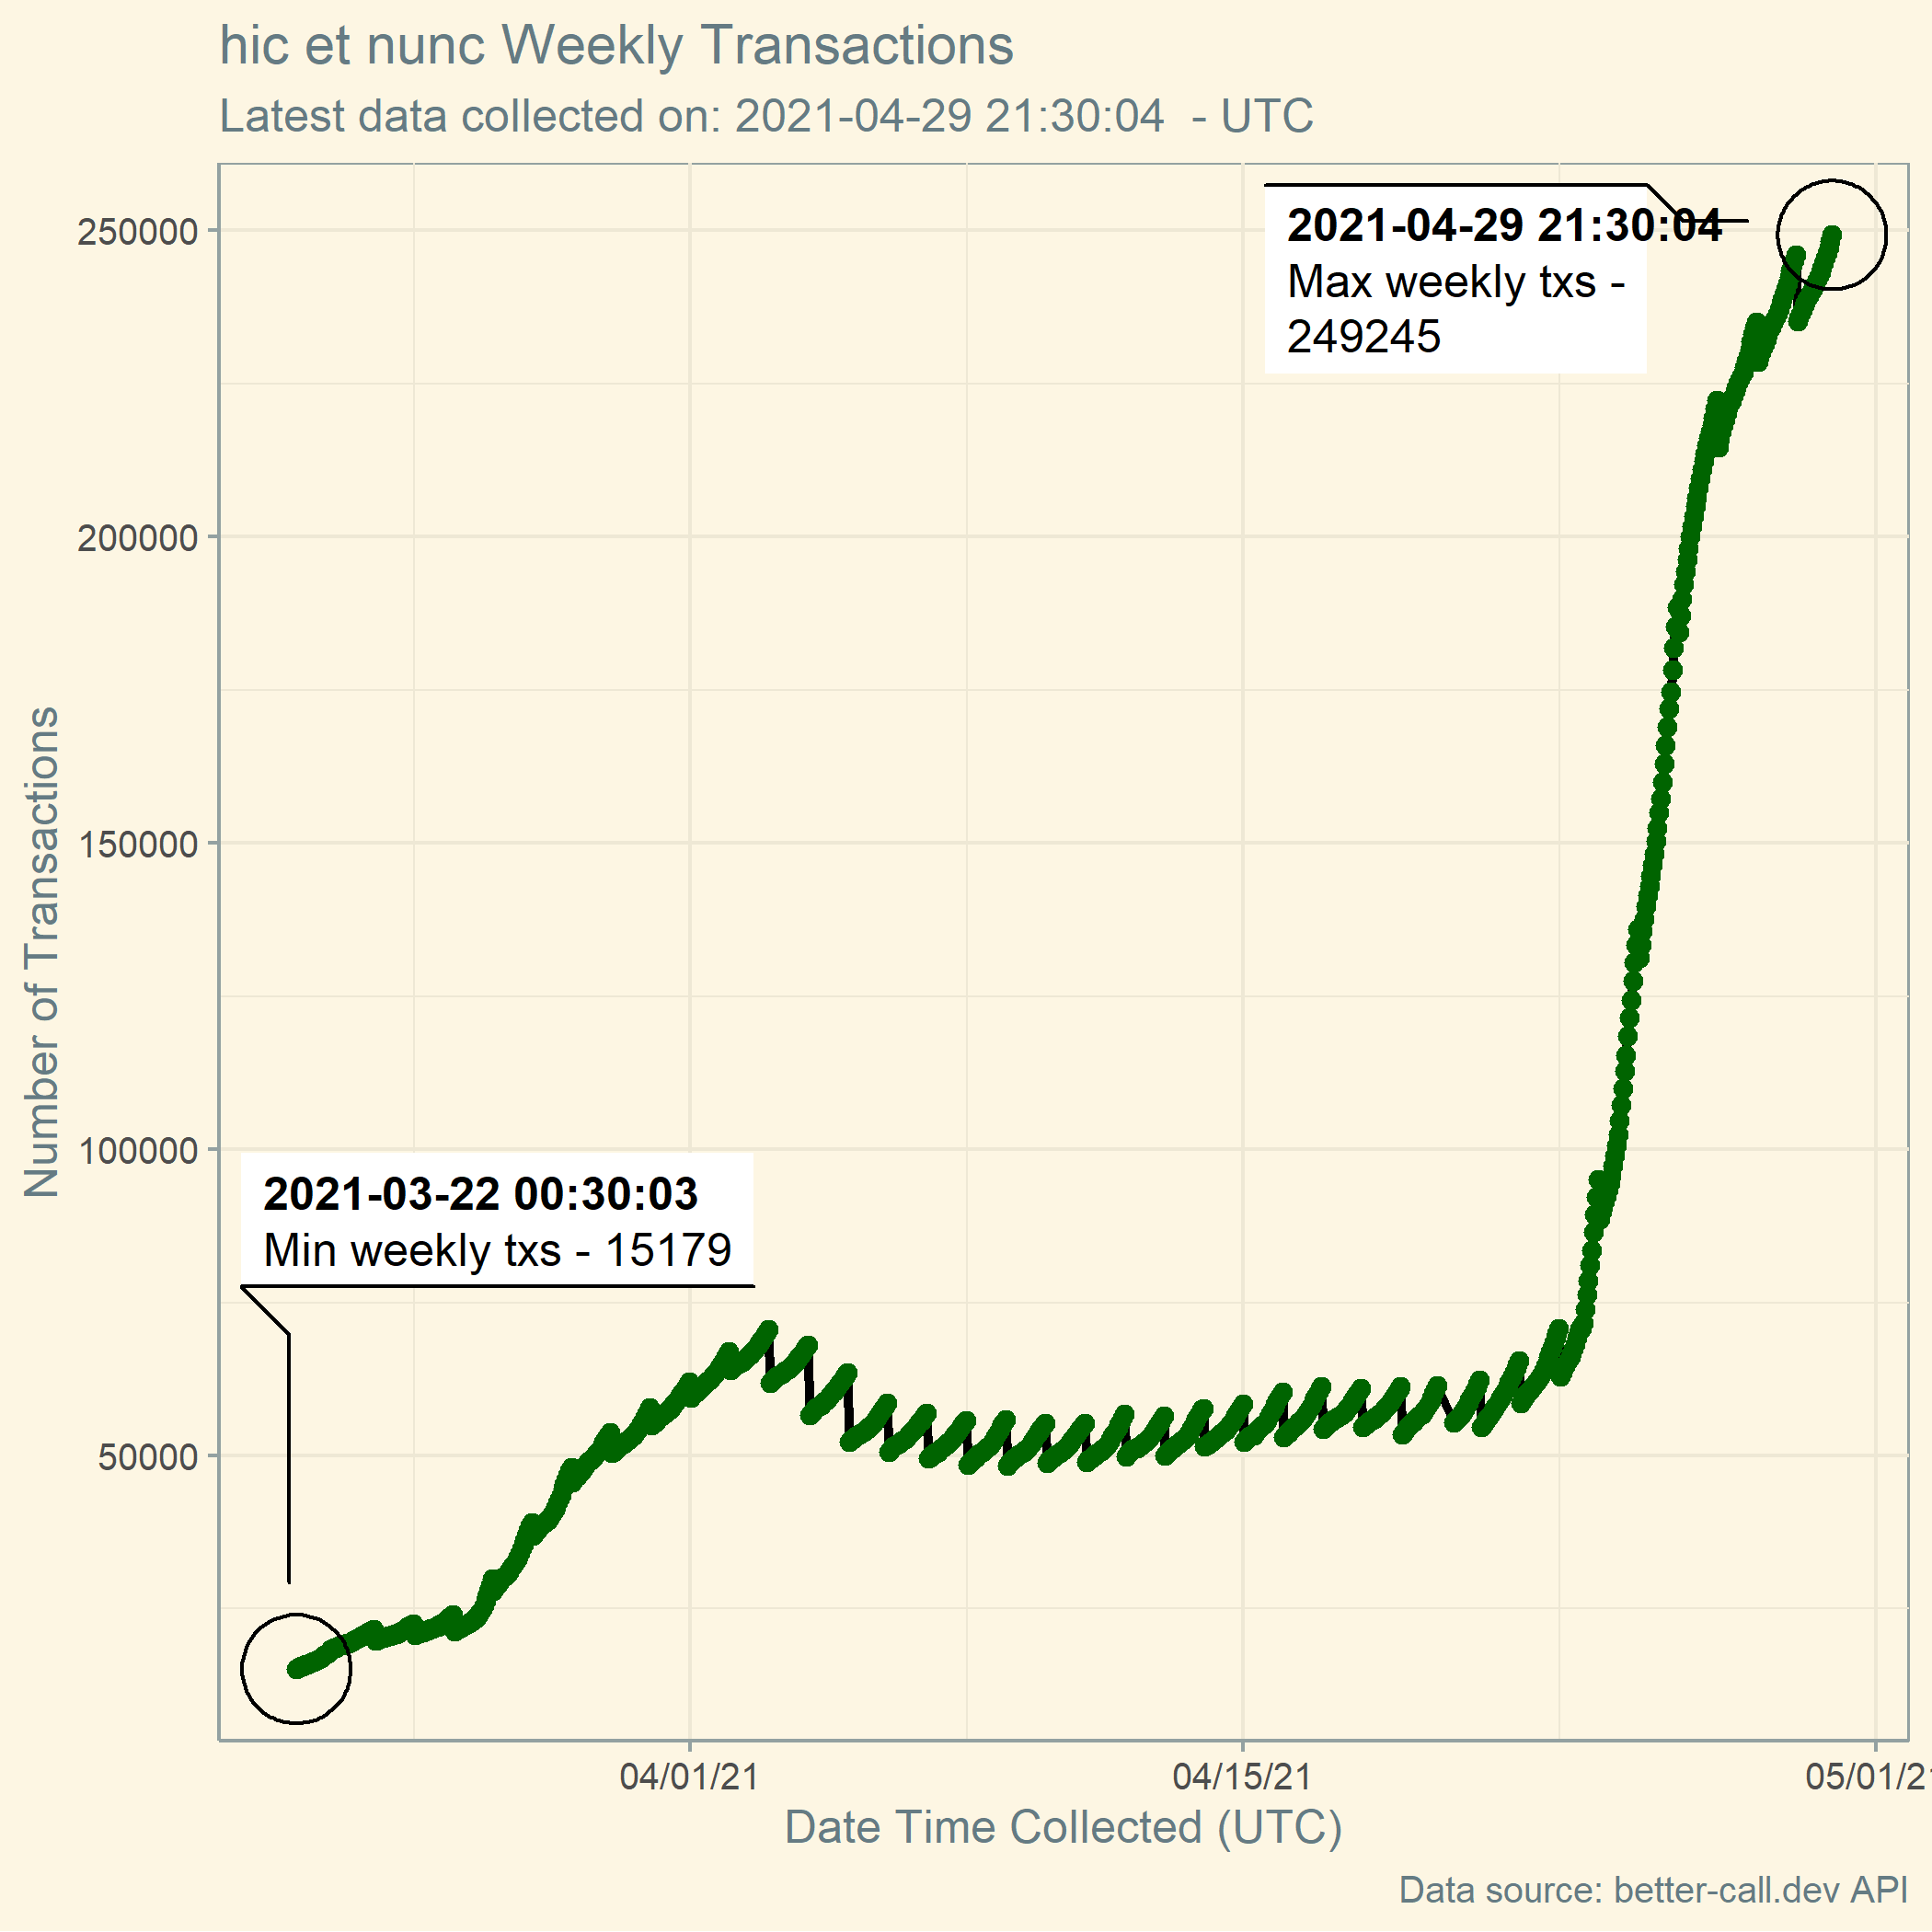 hic et nunc Weekly Transactions
Latest data collected on: 2021-04-29 21:30:04 - UTC
Number of Transactions
250000
200000
150000
100000
50000
2021-04-29 21:30:04
Max weekly txs -
249245
2021-03-22 00:30:03
Min weekly txs - 15179
04/01/21
04/15/21
05/01/21
Date Time Collected (UTC)
Data source: better-call.dev API